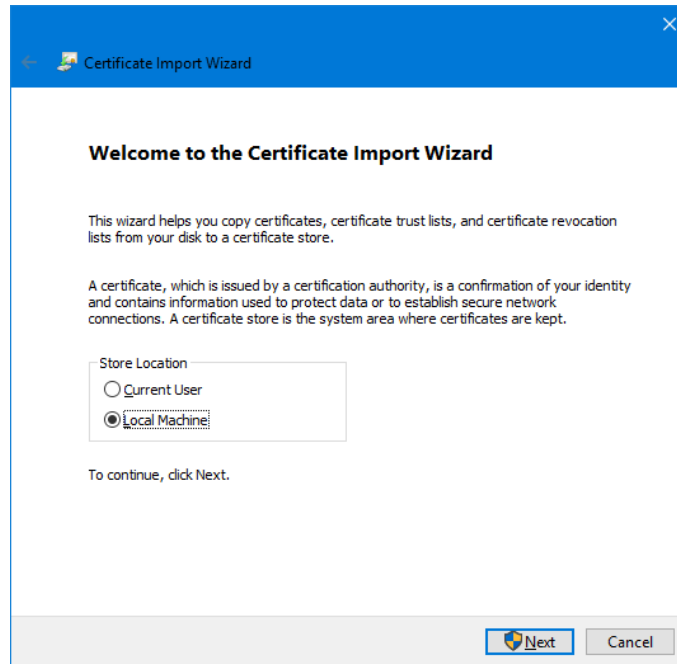 Certificate Import Wizard
Welcome to the Certificate Import Wizard
This wizard helps you copy certificates, certificate trust lists, and certificate revocation
lists from your disk to a certificate store.
A certificate, which is issued by a certification authority, is a confirmation of your identity
and contains information used to protect data or to establish secure network
connections. A certificate store is the system area where certificates are kept.
Store Location
Current User
Local Machine
To continue, click Next.
Next Cancel